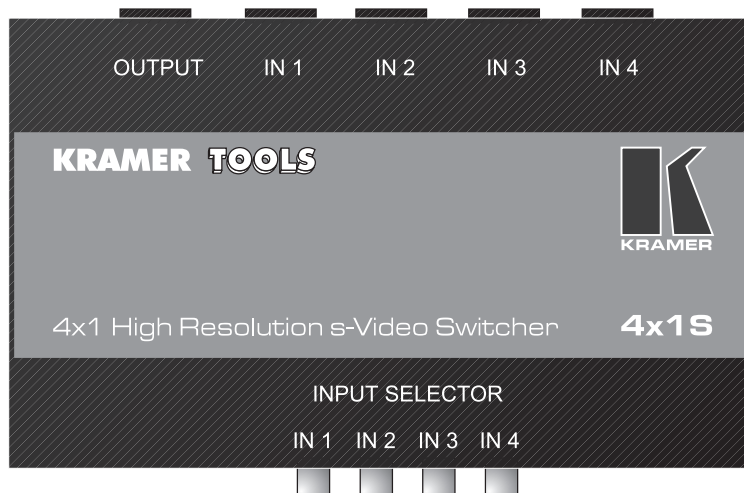 OUTPUT IN 1 IN 2 IN 3 IN 4
KRAMER TOOLS
KRAMER
4x1 High Resolution s-Video Switcher 4x1S
INPUT SELECTOR
IN 1 IN 2 IN 3 IN 4